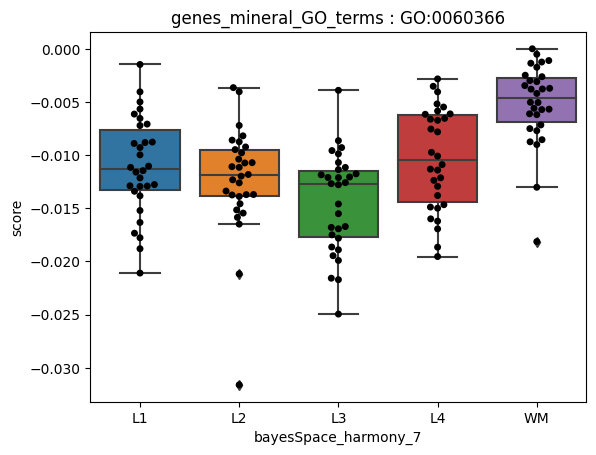 genes_mineral_GO_terms : GO:0060366
0.000
−0.005
−0.010
−0.015
−0.020
−0.025
−0.030
score
L1 L2 L3 L4 WM
bayesSpace_harmony_7